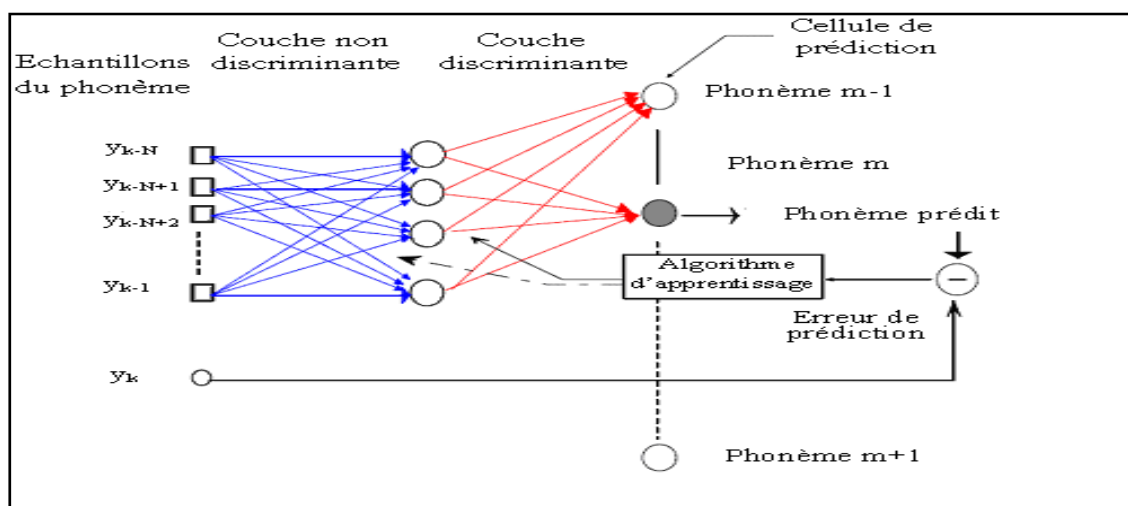 Echantillons
du phonème
Couche non
discriminante
Couche
discriminante
Cellule de
prédiction
Phonème m-1
yk-N
yk-N+1
yk-N+2
yk-1
yk
Phonème m
Phonème prédit
Algorithme
d'apprentissage
−
Erreur de
prédiction
Phonème m+1